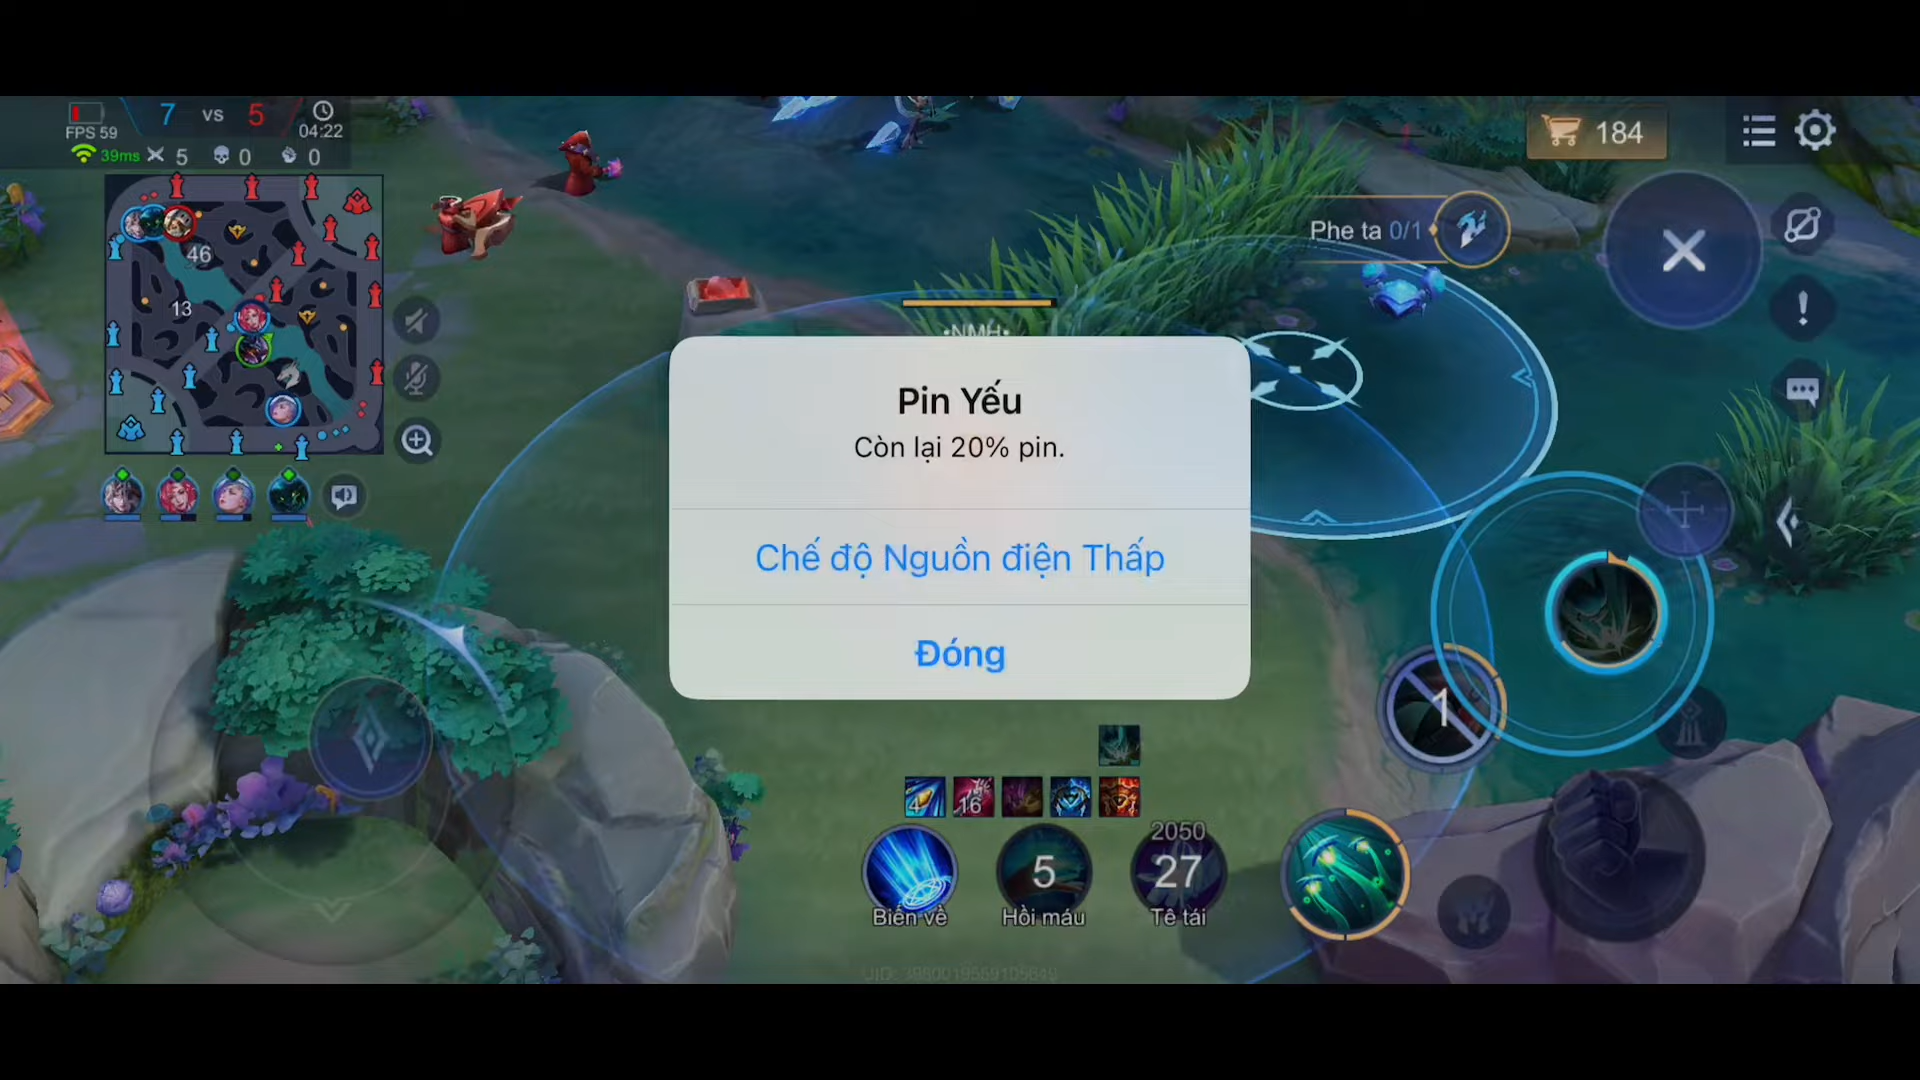 7 vs 5
FPS 59
04:22
39ms 5 0 0
184
46
13
Phe ta 0/1
•NMH•
Pin Yếu
Còn lại 20% pin.
Chế độ Nguồn điện Thấp
Đóng
1
4 16
2050
5 27
Biến về Hồi máu Tê tái